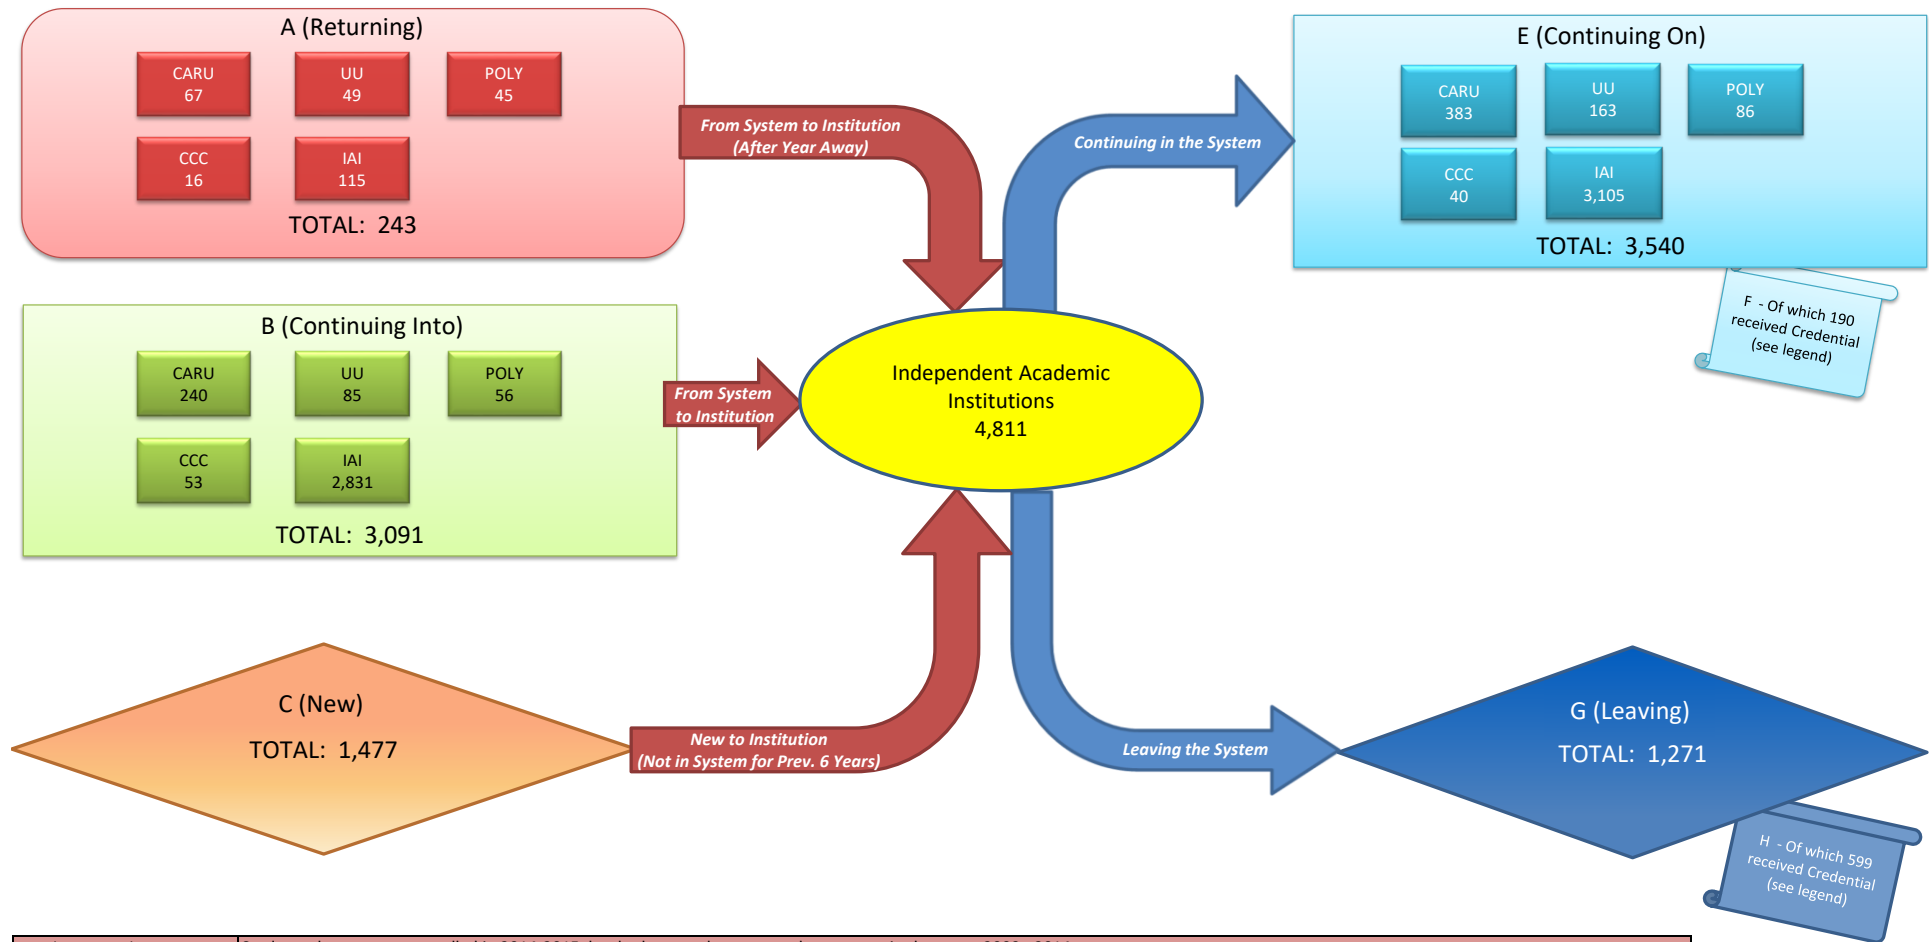 A (Returning)
CARU
67
UU
49
POLY
45
CCC
16
IAI
115
TOTAL: 243
From System to Institution
(After Year Away)
B (Continuing Into)
CARU
240
UU
85
POLY
56
CCC
53
IAI
2,831
TOTAL: 3,091
From System
to Institution
C (New)
TOTAL: 1,477
New to Institution
(Not in System for Prev. 6 Years)
Independent Academic
Institutions
4,811
Continuing in the System
E (Continuing On)
CARU
383
UU
163
POLY
86
CCC
40
IAI
3,105
TOTAL: 3,540
F - Of which 190
received Credential
(see legend)
Leaving the System
G (Leaving)
TOTAL: 1,271
H - Of which 599
received Credential
(see legend)